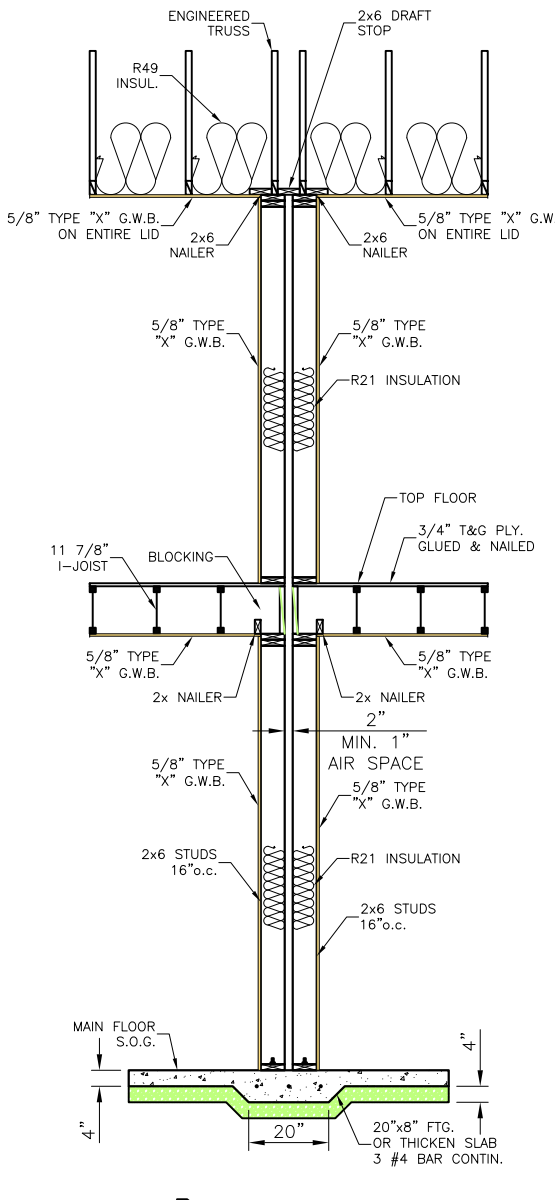 ENGINEERED
TRUSS
2x6 DRAFT
STOP
R49
INSUL.
5/8" TYPE "X" G.W.B.
ON ENTIRE LID
2x6
NAILER
2x6
NAILER
5/8" TYPE "X" G.W
ON ENTIRE LID
5/8" TYPE
"X" G.W.B.
5/8" TYPE
"X" G.W.B.
R21 INSULATION
TOP FLOOR
3/4" T&G PLY.
GLUED & NAILED
11 7/8"
I-JOIST
BLOCKING
5/8" TYPE
"X" G.W.B.
5/8" TYPE
"X" G.W.B.
2x NAILER
2x NAILER
2"
MIN. 1"
AIR SPACE
5/8" TYPE
"X" G.W.B.
5/8" TYPE
"X" G.W.B.
2x6 STUDS
16"o.c.
R21 INSULATION
2x6 STUDS
16"o.c.
MAIN FLOOR
S.O.G.
4"
4"
20"
20"x8" FTG.
OR THICKEN SLAB
3 #4 BAR CONTIN.